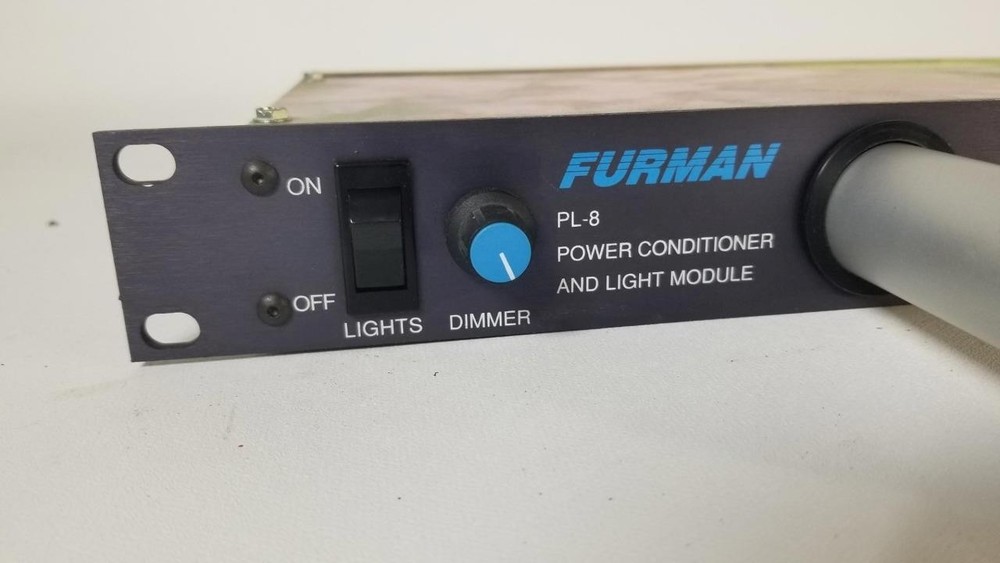 ON
OFF
LIGHTS
DIMMER
FURMAN
PL-8
POWER CONDITIONER
AND LIGHT MODULE